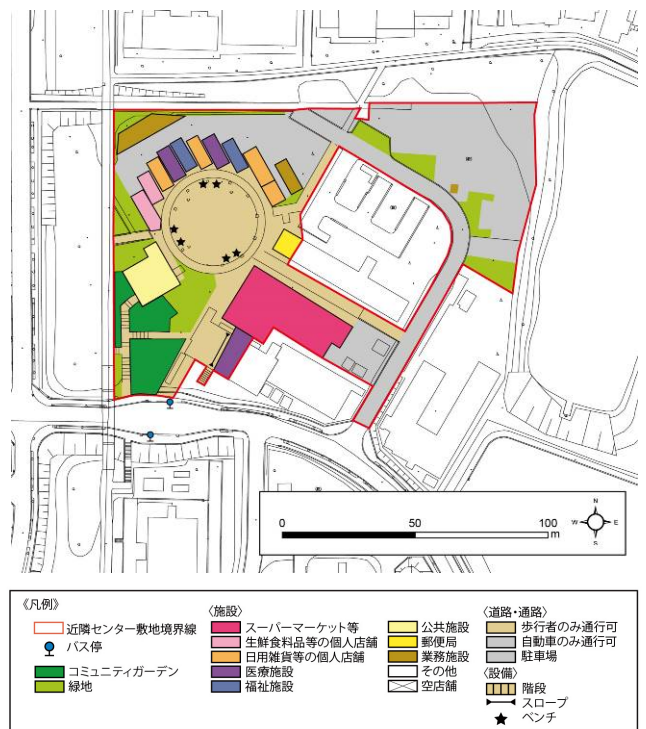 N
W E
S
0 50 100
m
《凡例》
近隣センター敷地境界線
バス停
コミュニティガーデン
緑地
〈施設〉
スーパーマーケット等
生鮮食料品等の個人店舗
日用雑貨等の個人店舗
医療施設
福祉施設
公共施設
郵便局
業務施設
その他
空店舗
〈道路・通路〉
歩行者のみ通行可
自動車のみ通行可
駐車場
〈設備〉
階段
スロープ
ベンチ